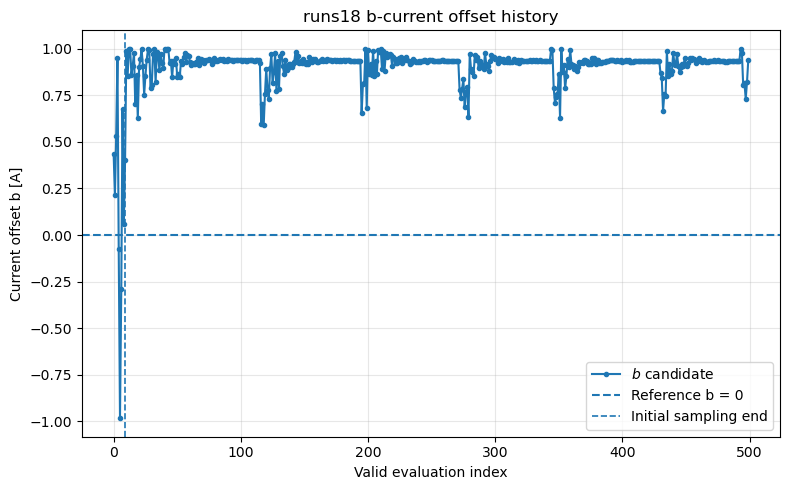 runs18 b-current offset history
Current offset b [A]
1.00
0.75
0.50
0.25
0.00
−0.25
−0.50
−0.75
−1.00
b candidate
Reference b = 0
Initial sampling end
0 100 200 300 400 500
Valid evaluation index